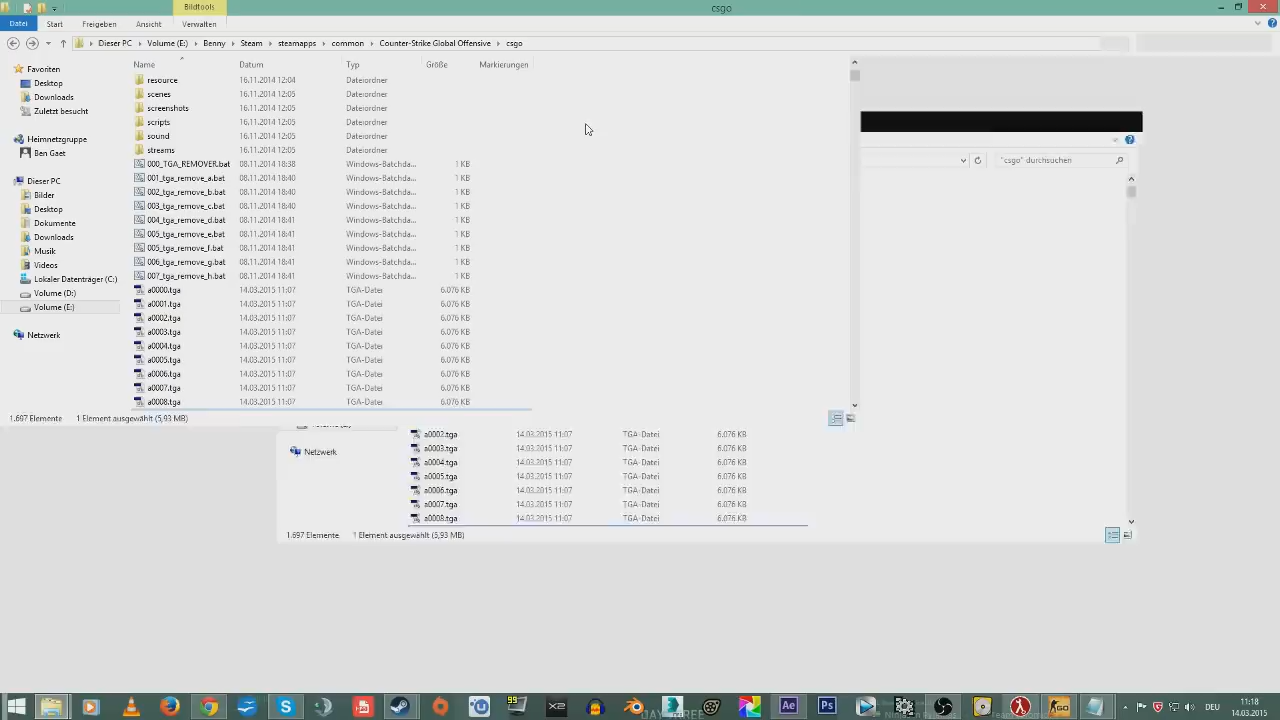 Bildtools
csgo
Datei Start Freigeben Ansicht Verwalten
Dieser PC Volume (E:) Benny Steam steamapps common Counter-Strike Global Offensive csgo
Name Datum Typ Größe Markierungen
Favoriten
Desktop
Downloads
Zuletzt besucht
Heimnetzgruppe
Ben Gaet
Dieser PC
Bilder
Desktop
Dokumente
Downloads
Musik
Videos
Lokaler Datenträger (C:)
Volume (D:)
Volume (E:)
Netzwerk
resource 16.11.2014 12:04 Dateiordner
scenes 16.11.2014 12:05 Dateiordner
screenshots 16.11.2014 12:05 Dateiordner
scripts 16.11.2014 12:05 Dateiordner
sound 16.11.2014 12:05 Dateiordner
streams 16.11.2014 12:05 Dateiordner
000_TGA_REMOVER.bat 08.11.2014 18:38 Windows-Batchda... 1 KB
001_tga_remove_a.bat 08.11.2014 18:40 Windows-Batchda... 1 KB
002_tga_remove_b.bat 08.11.2014 18:40 Windows-Batchda... 1 KB
003_tga_remove_c.bat 08.11.2014 18:40 Windows-Batchda... 1 KB
004_tga_remove_d.bat 08.11.2014 18:41 Windows-Batchda... 1 KB
005_tga_remove_e.bat 08.11.2014 18:41 Windows-Batchda... 1 KB
005_tga_remove_f.bat 08.11.2014 18:41 Windows-Batchda... 1 KB
006_tga_remove_g.bat 08.11.2014 18:41 Windows-Batchda... 1 KB
007_tga_remove_h.bat 08.11.2014 18:41 Windows-Batchda... 1 KB
a0000.tga 14.03.2015 11:07 TGA-Datei 6.076 KB
a0001.tga 14.03.2015 11:07 TGA-Datei 6.076 KB
a0002.tga 14.03.2015 11:07 TGA-Datei 6.076 KB
a0003.tga 14.03.2015 11:07 TGA-Datei 6.076 KB
a0004.tga 14.03.2015 11:07 TGA-Datei 6.076 KB
a0005.tga 14.03.2015 11:07 TGA-Datei 6.076 KB
a0006.tga 14.03.2015 11:07 TGA-Datei 6.076 KB
a0007.tga 14.03.2015 11:07 TGA-Datei 6.076 KB
a0008.tga 14.03.2015 11:07 TGA-Datei 6.076 KB
1.697 Elemente 1 Element ausgewählt (5,93 MB)
"csgo" durchsuchen
Netzwerk
a0002.tga 14.03.2015 11:07 TGA-Datei 6.076 KB
a0003.tga 14.03.2015 11:07 TGA-Datei 6.076 KB
a0004.tga 14.03.2015 11:07 TGA-Datei 6.076 KB
a0005.tga 14.03.2015 11:07 TGA-Datei 6.076 KB
a0006.tga 14.03.2015 11:07 TGA-Datei 6.076 KB
a0007.tga 14.03.2015 11:07 TGA-Datei 6.076 KB
a0008.tga 14.03.2015 11:07 TGA-Datei 6.076 KB
1.697 Elemente 1 Element ausgewählt (5,93 MB)
99
X2
Ae
Ps
GO
DEU
11:18
14.03.2015